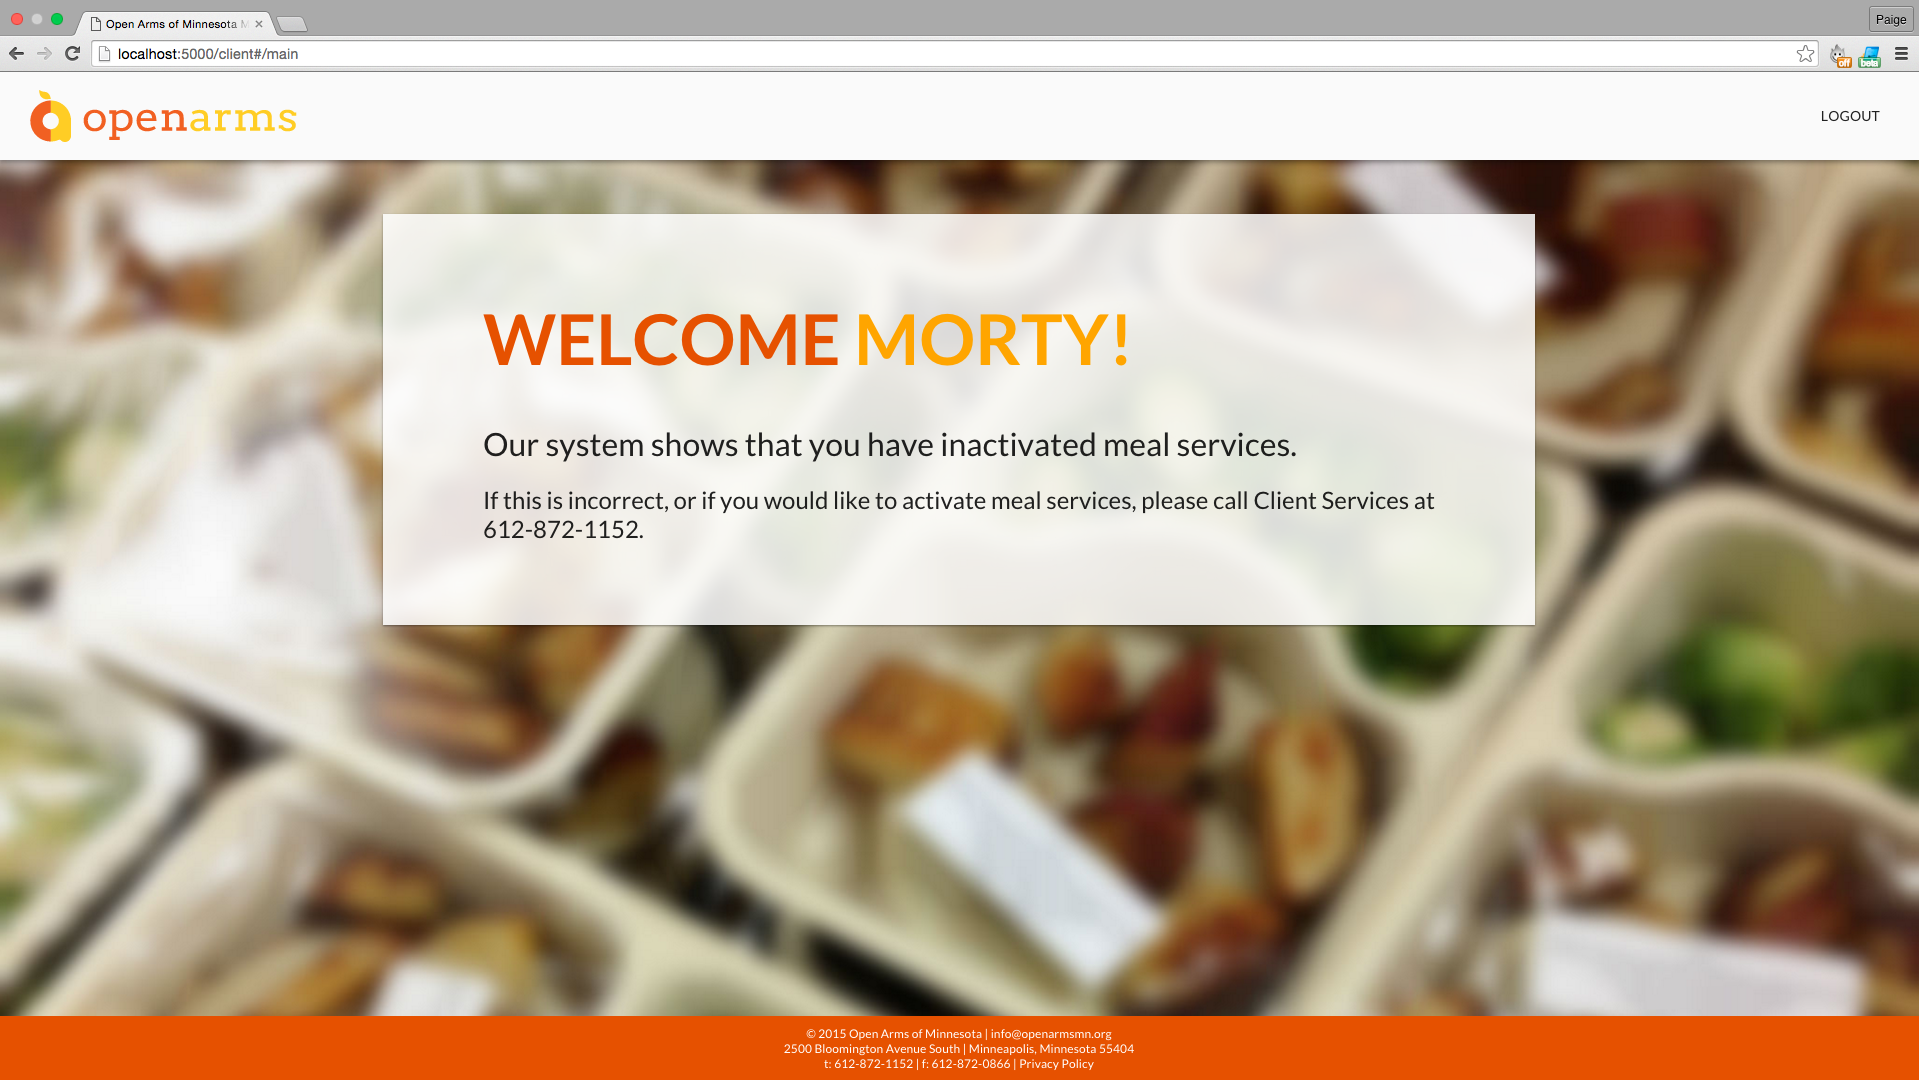 Open Arms of Minnesota M
Paige
localhost:5000/client#/main
off
beta
openarms
LOGOUT
WELCOME MORTY!
Our system shows that you have inactivated meal services.
If this is incorrect, or if you would like to activate meal services, please call Client Services at
612-872-1152.
© 2015 Open Arms of Minnesota | info@openarmsmn.org
2500 Bloomington Avenue South | Minneapolis, Minnesota 55404
t: 612-872-1152 | f: 612-872-0866 | Privacy Policy